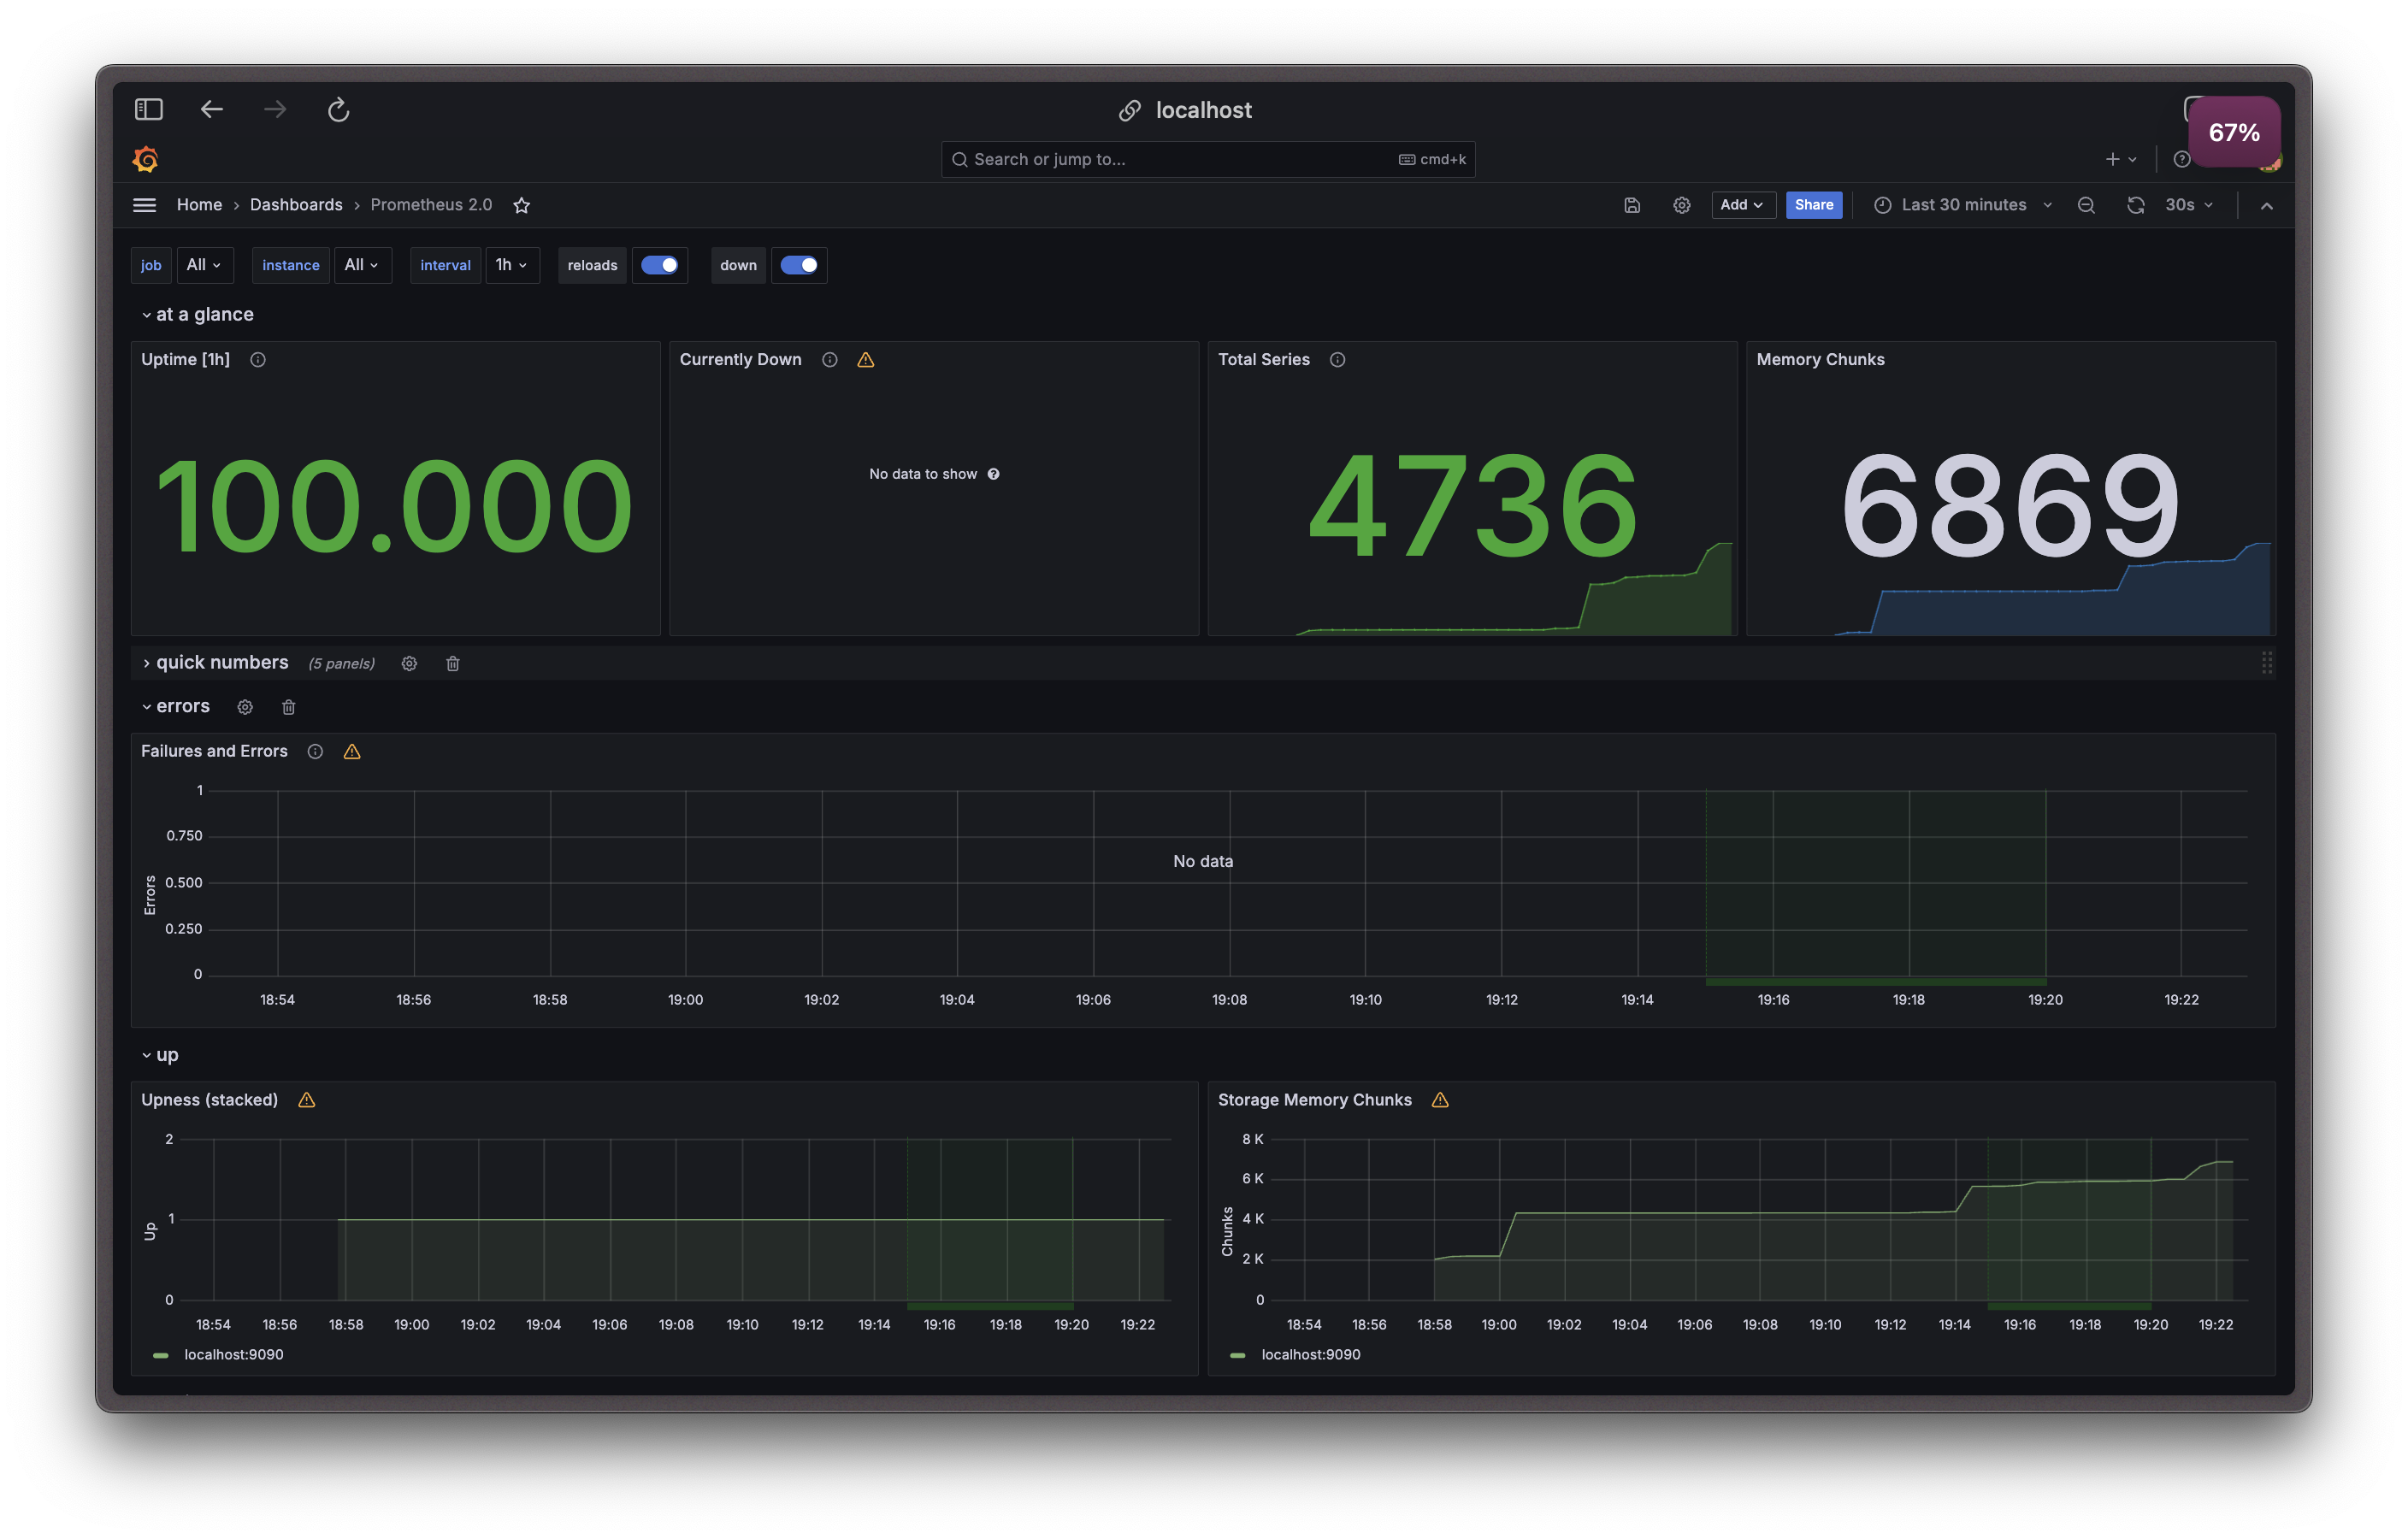 localhost
67%
Search or jump to...
cmd+k
Home › Dashboards › Prometheus 2.0
Add
Share
Last 30 minutes
30s
job All instance All interval 1h reloads down
at a glance
Uptime [1h]
100.000
Currently Down
No data to show
Total Series
4736
Memory Chunks
6869
quick numbers (5 panels)
errors
Failures and Errors
1
0.750
0.500
0.250
0
Errors
No data
18:54 18:56 18:58 19:00 19:02 19:04 19:06 19:08 19:10 19:12 19:14 19:16 19:18 19:20 19:22
up
Upness (stacked)
2
1
0
Up
18:54 18:56 18:58 19:00 19:02 19:04 19:06 19:08 19:10 19:12 19:14 19:16 19:18 19:20 19:22
localhost:9090
Storage Memory Chunks
8 K
6 K
4 K
2 K
0
Chunks
18:54 18:56 18:58 19:00 19:02 19:04 19:06 19:08 19:10 19:12 19:14 19:16 19:18 19:20 19:22
localhost:9090